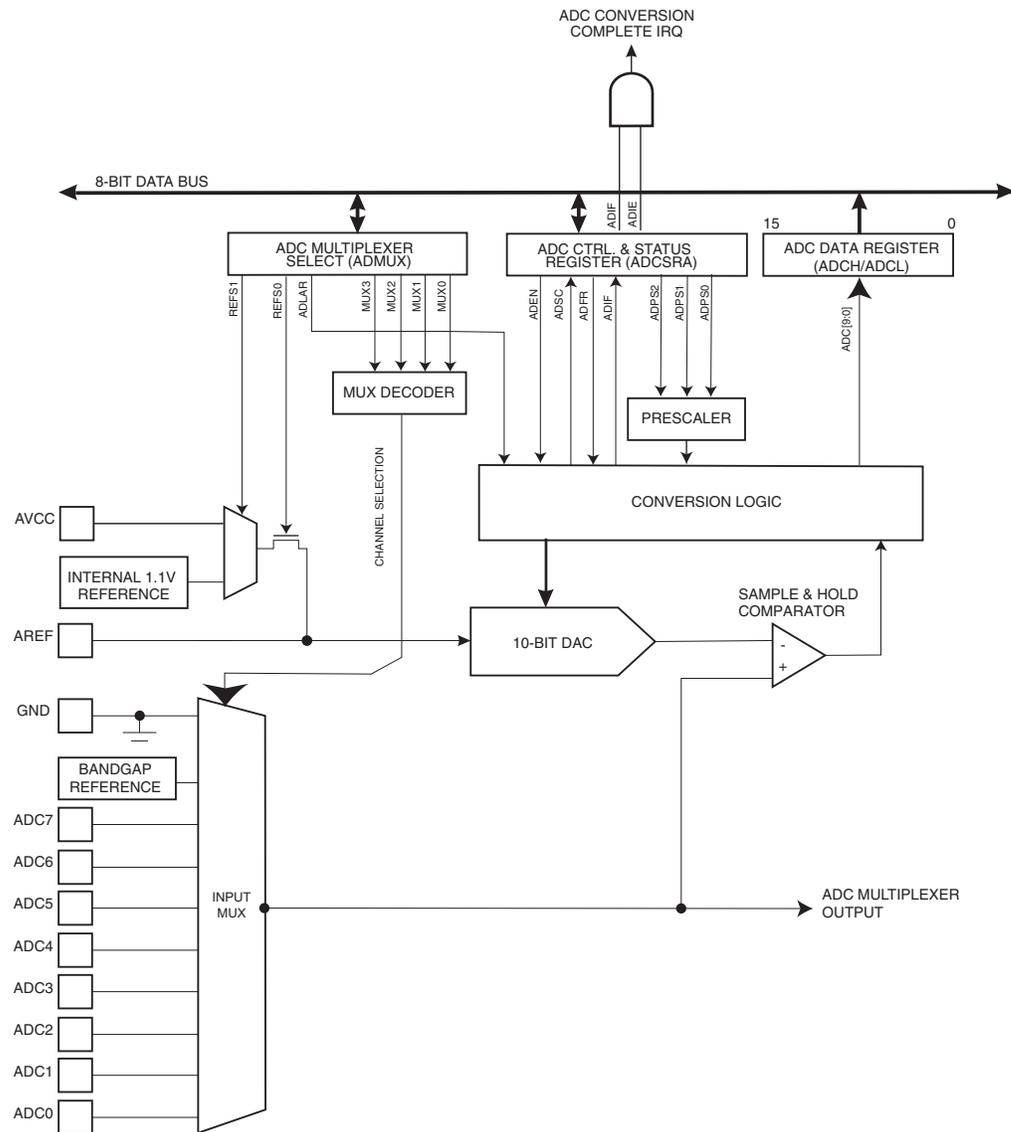 ADC CONVERSION
COMPLETE IRQ
8-BIT DATA BUS
ADIF
ADIE
15
0
ADC MULTIPLEXER
SELECT (ADMUX)
ADC CTRL. & STATUS
REGISTER (ADCSRA)
ADC DATA REGISTER
(ADCH/ADCL)
REFS1
REFS0
ADLAR
MUX3
MUX2
MUX1
MUX0
ADEN
ADSC
ADFR
ADIF
ADPS2
ADPS1
ADPS0
ADC[9:0]
MUX DECODER
PRESCALER
CHANNEL SELECTION
CONVERSION LOGIC
AVCC
INTERNAL 1.1V
REFERENCE
SAMPLE & HOLD
COMPARATOR
AREF
10-BIT DAC
-
+
GND
BANDGAP
REFERENCE
ADC7
ADC6
ADC5
INPUT
MUX
ADC MULTIPLEXER
OUTPUT
ADC4
ADC3
ADC2
ADC1
ADC0